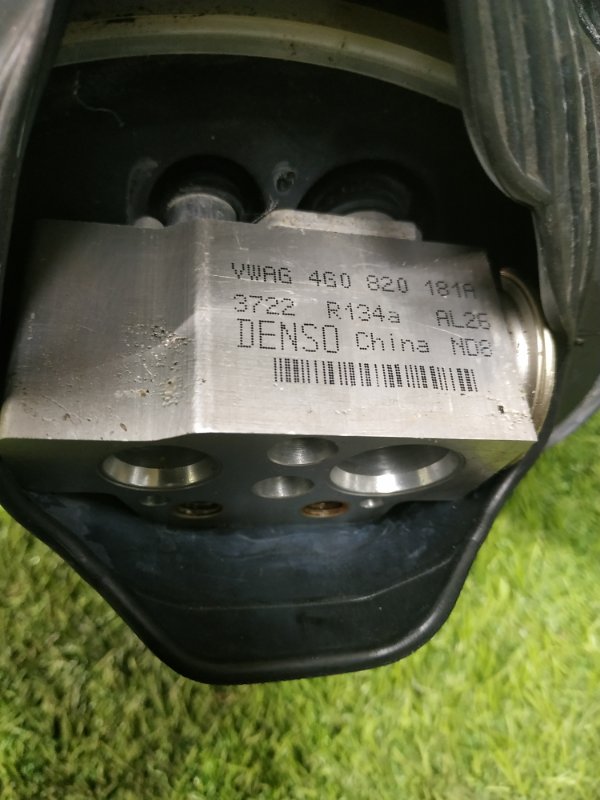 VWAG 4G0 820 181A
3722 R134a AL26
DENSO China ND8